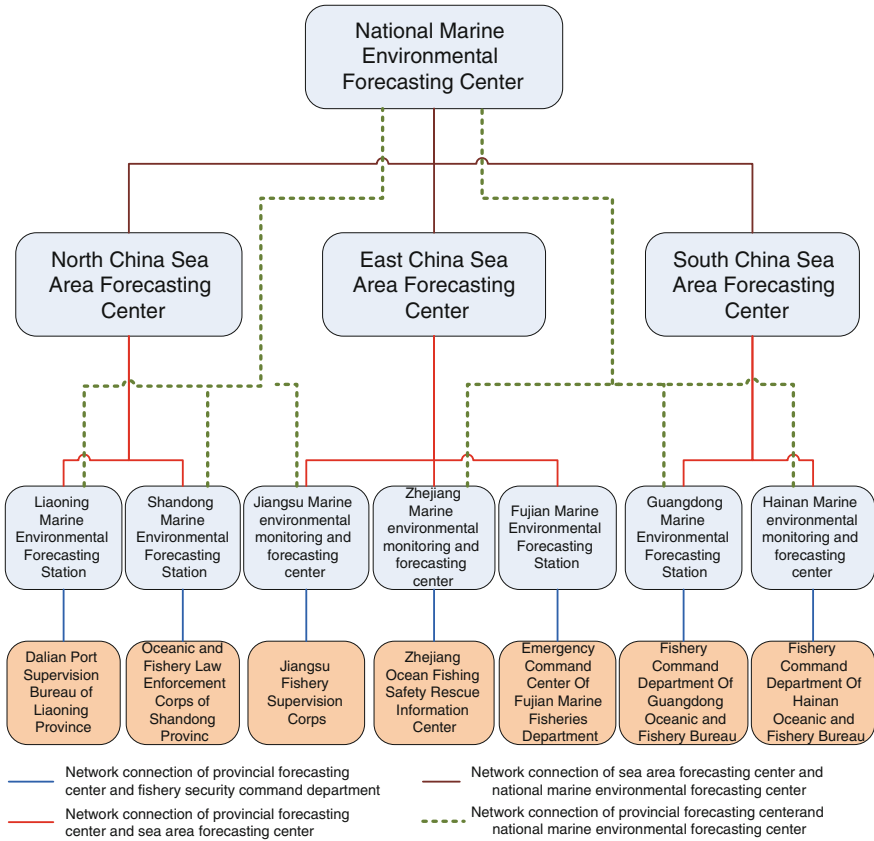 National Marine
Environmental
Forecasting Center
North China Sea
Area Forecasting
Center
East China Sea
Area Forecasting
Center
South China Sea
Area Forecasting
Center
Liaoning
Marine
Environmental
Forecasting
Station
Shandong
Marine
Environmental
Forecasting
Station
Jiangsu Marine
environmental
monitoring and
forecasting
center
Zhejiang
Marine
environmental
monitoring and
forecasting
center
Fujian Marine
Environmental
Forecasting
Station
Guangdong
Marine
Environmental
Forecasting
Station
Hainan Marine
environmental
monitoring and
forecasting
center
Dalian Port
Supervision
Bureau of
Liaoning
Province
Oceanic and
Fishery Law
Enforcement
Corps of
Shandong
Provinc
Jiangsu
Fishery
Supervision
Corps
Zhejiang
Ocean Fishing
Safety Rescue
Information
Center
Emergency
Command
Center Of
Fujian Marine
Fisheries
Department
Fishery
Command
Department Of
Guangdong
Oceanic and
Fishery Bureau
Fishery
Command
Department Of
Hainan
Oceanic and
Fishery Bureau
Network connection of provincial forecasting
center and fishery security command department
Network connection of sea area forecasting center and
national marine environmental forecasting center
Network connection of provincial forecasting
center and sea area forecasting center
Network connection of provincial forecasting centerand
national marine environmental forecasting center